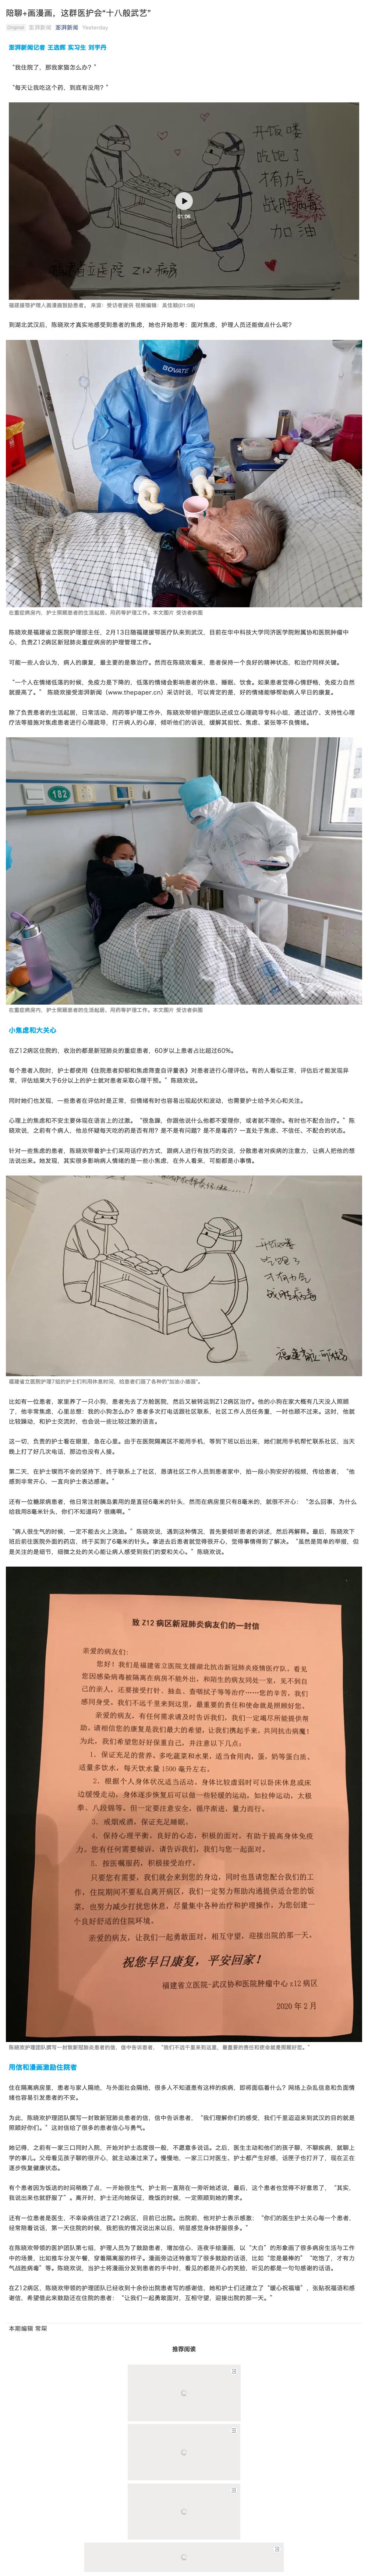 陪聊+画漫画，这群医护会“十八般武艺”
Original 澎湃新闻 澎湃新闻 Yesterday
澎湃新闻记者 王选辉 实习生 刘宇丹
“我住院了，那我家猫怎么办？”
“每天让我吃这个药，到底有没用？”
开饭喽
吃饱了
才有力气
战胜病毒
加油
01:06
福建援鄂护理人画漫画鼓励患者。 来源：受访者提供 视频编辑：吴佳颖(01:06)
到湖北武汉后，陈晓欢才真实地感受到患者的焦虑，她也开始思考：面对焦虑，护理人员还能做点什么呢？
BOVIE
在重症病房内，护士照顾患者的生活起居、用药等护理工作。本文图片 受访者供图
陈晓欢是福建省立医院护理部主任，2月13日随福建援鄂医疗队来到武汉，目前在华中科技大学同济医学院附属协和医院肿瘤中
心，负责Z12病区新冠肺炎重症病房的护理管理工作。
可能一些人会认为，病人的康复，最主要的是靠治疗。然而在陈晓欢看来，患者保持一个良好的精神状态，和治疗同样关键。
“一个人在情绪低落的时候，免疫力是下降的，低落的情绪会影响患者的休息、睡眠、饮食。如果患者觉得心情舒畅，免疫力自然
就提高了。” 陈晓欢接受澎湃新闻（www.thepaper.cn）采访时说，可以肯定的是，好的情绪能够帮助病人早日的康复。
除了负责患者的生活起居，日常活动，用药等护理工作外，陈晓欢带领护理团队还成立心理疏导专科小组，通过话疗、支持性心理
疗法等措施对焦虑患者进行心理疏导，打开病人的心扉，倾听他们的诉说，缓解其担忧、焦虑、紧张等不良情绪。
182
在重症病房内，护士照顾患者的生活起居、用药等护理工作。本文图片 受访者供图
小焦虑和大关心
在Z12病区住院的，收治的都是新冠肺炎的重症患者，60岁以上患者占比超过60%。
每个患者入院时，护士都使用《住院患者抑郁和焦虑筛查自评量表》对患者进行心理评估。有的人看似正常，评估后才能发现异
常，评估结果大于6分以上的护士就对患者采取心理干预。”陈晓欢说。
同时她们也发现，一些患者在评估时是正常，但情绪有时也容易出现起伏和波动，也需要护士给予关心和关注。
心理上的焦虑和不安主要体现在语言上的过激。 “很急躁，你跟他说什么他都不爱理你，或者就不理你。有时也不配合治疗。”陈
晓欢说，之前有个病人，他总怀疑每天吃的药是否有用？是不是有问题？是不是毒药？一直处于焦虑、不信任、不配合的状态。
针对一些焦虑的患者，陈晓欢带着护士们采用话疗的方式，跟病人进行有技巧的交谈，分散患者对疾病的注意力，让病人把他的想
法说出来。她发现，其实很多影响病人情绪的是一些小焦虑，在外人看来，可能都是小事情。
开饭喽
吃饱了
才有力气
战胜病毒
福建省立医院护理7组的护士们利用休息时间，给患者们画了各种的“加油小插画”。
比如有一位患者，家里养了一只小狗，患者先去了方舱医院，然后又被转运到Z12病区治疗。他的小狗在家大概有几天没人照顾
了，他非常焦虑，心里总想：我的小狗怎么办？患者多次打电话跟社区联系，社区工作人员任务重，一时也顾不过来。这时，他就
比较躁动，和护士交流时，也会说一些比较过激的语言。
这一切，负责的护士看在眼里，急在心里。由于在医院隔离区不能用手机，等到下班以后出来，她们就用手机帮忙联系社区，当天
晚上打了好几次电话，那边也没有人接。
第二天，在护士锲而不舍的坚持下，终于联系上了社区，恳请社区工作人员到患者家中，拍一段小狗安好的视频，传给患者，“他
感到非常开心，一直向护士表达感谢。”
还有一位糖尿病患者，他日常注射胰岛素用的是直径6毫米的针头，然而在病房里只有8毫米的，就很不开心：“怎么回事，为什么
给我用8毫米针头，你们不知道吗？很痛啊。”
“病人很生气的时候，一定不能去火上浇油。”陈晓欢说，遇到这种情况，首先要倾听患者的讲述，然后再解释。最后，陈晓欢下
班后前往医院外面的药店，终于买到了6毫米的针头。拿进去后患者就觉得很开心，觉得事情得到了解决。“虽然是简单的举措，但
是关注的是细节，细微之处的关心能让病人感受到我们的爱和关心。”陈晓欢说。
致 Z12 病区新冠肺炎病友们的一封信
亲爱的病友们：
您好！我们是福建省立医院支援湖北抗击新冠肺炎疫情医疗队。看见
您因感染病毒被隔离在病房不能外出，和陌生的病友同处一室，见不到自
己的亲人，还要接受打针、抽血、查咽拭子等等治疗……您的辛苦，我们
感同身受。我们不远千里来到这里，最重要的责任和使命就是照顾好您。
亲爱的病友，有任何需求请及时告诉我们，我们一定竭尽所能提供帮
助。请相信您的康复是我们最大的希望，让我们携起手来，共同抗击病魔！
为此，我们希望您好好保重自己，并注意以下几点：
1、保证充足的营养。多吃蔬菜和水果，适当食用肉、蛋、奶等蛋白质。
适量多饮水，每天饮水量 1500 毫升左右。
2、根据个人身体状况适当活动。身体比较虚弱时可以卧床休息或床
边缓慢走动。身体逐步恢复后可以做一些轻缓的运动，如拉伸运动，太极
拳、八段锦等。但一定要注意安全，循序渐进，量力而行。
3、戒烟戒酒，保证充足睡眠。
4、保持心理平衡。良好的心态，积极的面对，有助于提高身体免疫
力。您有任何需要倾诉，请告诉我们，我们与您一起面对。
5、按医嘱服药，积极接受治疗。
只要您有需要，我们就会来到您的身边，同时也恳请您配合我们的工
作，住院期间不要私自离开病区。我们一定努力帮助沟通提供适合您的饭
菜，也努力减少打扰您休息，尽量集中各种治疗和护理操作，为您创建一
个良好舒适的住院环境。
亲爱的病友，让我们一起勇敢面对，相互守望，迎接出院的那一天。
祝您早日康复，平安回家！
福建省立医院-武汉协和医院肿瘤中心 z12 病区
2020 年 2 月
陈晓欢护理团队撰写一封致新冠肺炎患者的信，信中告诉患者，“我们不远千里来到这里，最重要的责任和使命就是照顾好您。”
用信和漫画激励住院者
住在隔离病房里，患者与家人隔绝，与外面社会隔绝，很多人不知道患有这样的疾病，即将面临着什么？网络上杂乱信息和负面情
绪也容易引发患者的不安。
为此，陈晓欢护理团队撰写一封致新冠肺炎患者的信，信中告诉患者，“我们理解你们的感受，我们千里迢迢来到武汉的目的就是
照顾好你们。”这封信给了很多的患者信心与勇气。
她记得，之前有一家三口同时入院，开始对护士态度很一般，不愿意多说话。之后，医生主动和他们的孩子聊，不聊疾病，就聊上
学的事儿。父母看见孩子聊的很开心，就主动凑过来了。慢慢地，一家三口对医生、护士都产生好感，话匣子也打开了，现在正在
逐步恢复健康状态。
有个患者因为饭送的时间稍晚了点，一开始很生气，护士则一直陪在一旁听她述说，最后，这个患者也觉得不好意思了，“其实，
我说出来也就舒服了”。离开时，护士还向她保证，晚饭的时候，一定照顾到她的需求。
还有一位患者是医生，不幸染病住进了Z12病区，目前已出院。出院前，他对护士表示感激：“你们的医生护士关心每一个患者，
经常陪着说话，第一天住院的时候，我把我的情况说出来以后，明显感觉身体舒服很多。”
在陈晓欢带领的医护团队第七组，护理人员为了鼓励患者，增加信心，连夜手绘漫画，以“大白”的形象画了很多病房生活与工作
中的场景，比如推车分发午餐、穿着隔离服的样子。漫画旁边还特意写了很多鼓励的话语，比如“您是最棒的”“吃饱了，才有力
气战胜病毒”等。陈晓欢说，当护士将漫画分发到患者的手中时，看见的都是开心的笑脸，听见的都是一句句感谢的话语。
在Z12病区，陈晓欢带领的护理团队已经收到十余份出院患者写的感谢信，她和护士们还建立了“暖心祝福墙”，张贴祝福语和感
谢信，希望借此来鼓励还在住院的患者：“让我们一起勇敢面对，互相守望，迎接出院的那一天。”
本期编辑 常琛
推荐阅读